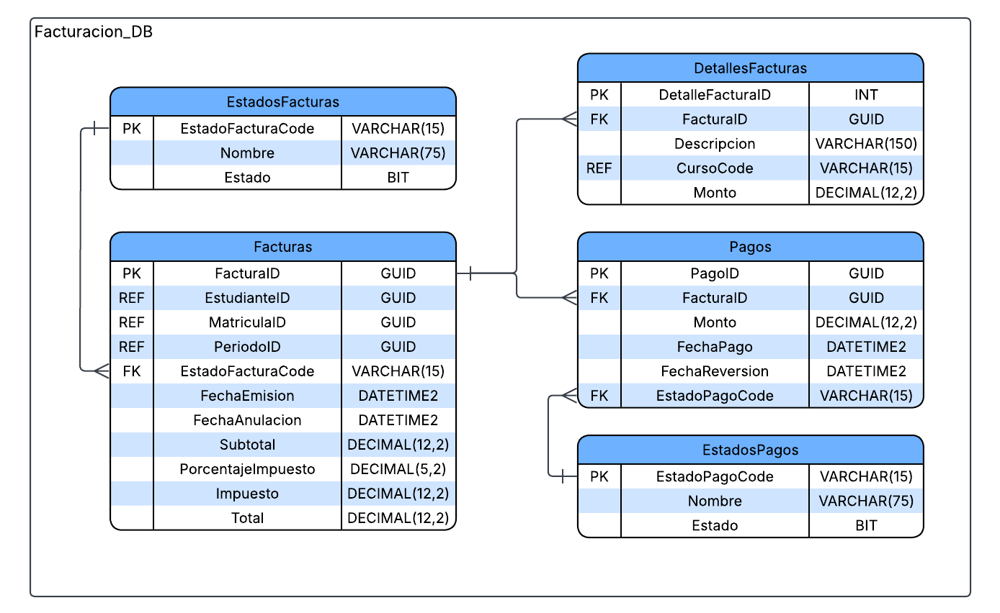 Facturacion_DB
EstadosFacturas
PK EstadoFacturaCode VARCHAR(15)
Nombre VARCHAR(75)
Estado BIT
Facturas
PK FacturaID GUID
REF EstudianteID GUID
REF MatriculaID GUID
REF PeriodoID GUID
FK EstadoFacturaCode VARCHAR(15)
FechaEmision DATETIME2
FechaAnulacion DATETIME2
Subtotal DECIMAL(12,2)
PorcentajeImpuesto DECIMAL(5,2)
Impuesto DECIMAL(12,2)
Total DECIMAL(12,2)
DetallesFacturas
PK DetalleFacturaID INT
FK FacturaID GUID
Descripcion VARCHAR(150)
REF CursoCode VARCHAR(15)
Monto DECIMAL(12,2)
Pagos
PK PagoID GUID
FK FacturaID GUID
Monto DECIMAL(12,2)
FechaPago DATETIME2
FechaReversion DATETIME2
FK EstadoPagoCode VARCHAR(15)
EstadosPagos
PK EstadoPagoCode VARCHAR(15)
Nombre VARCHAR(75)
Estado BIT